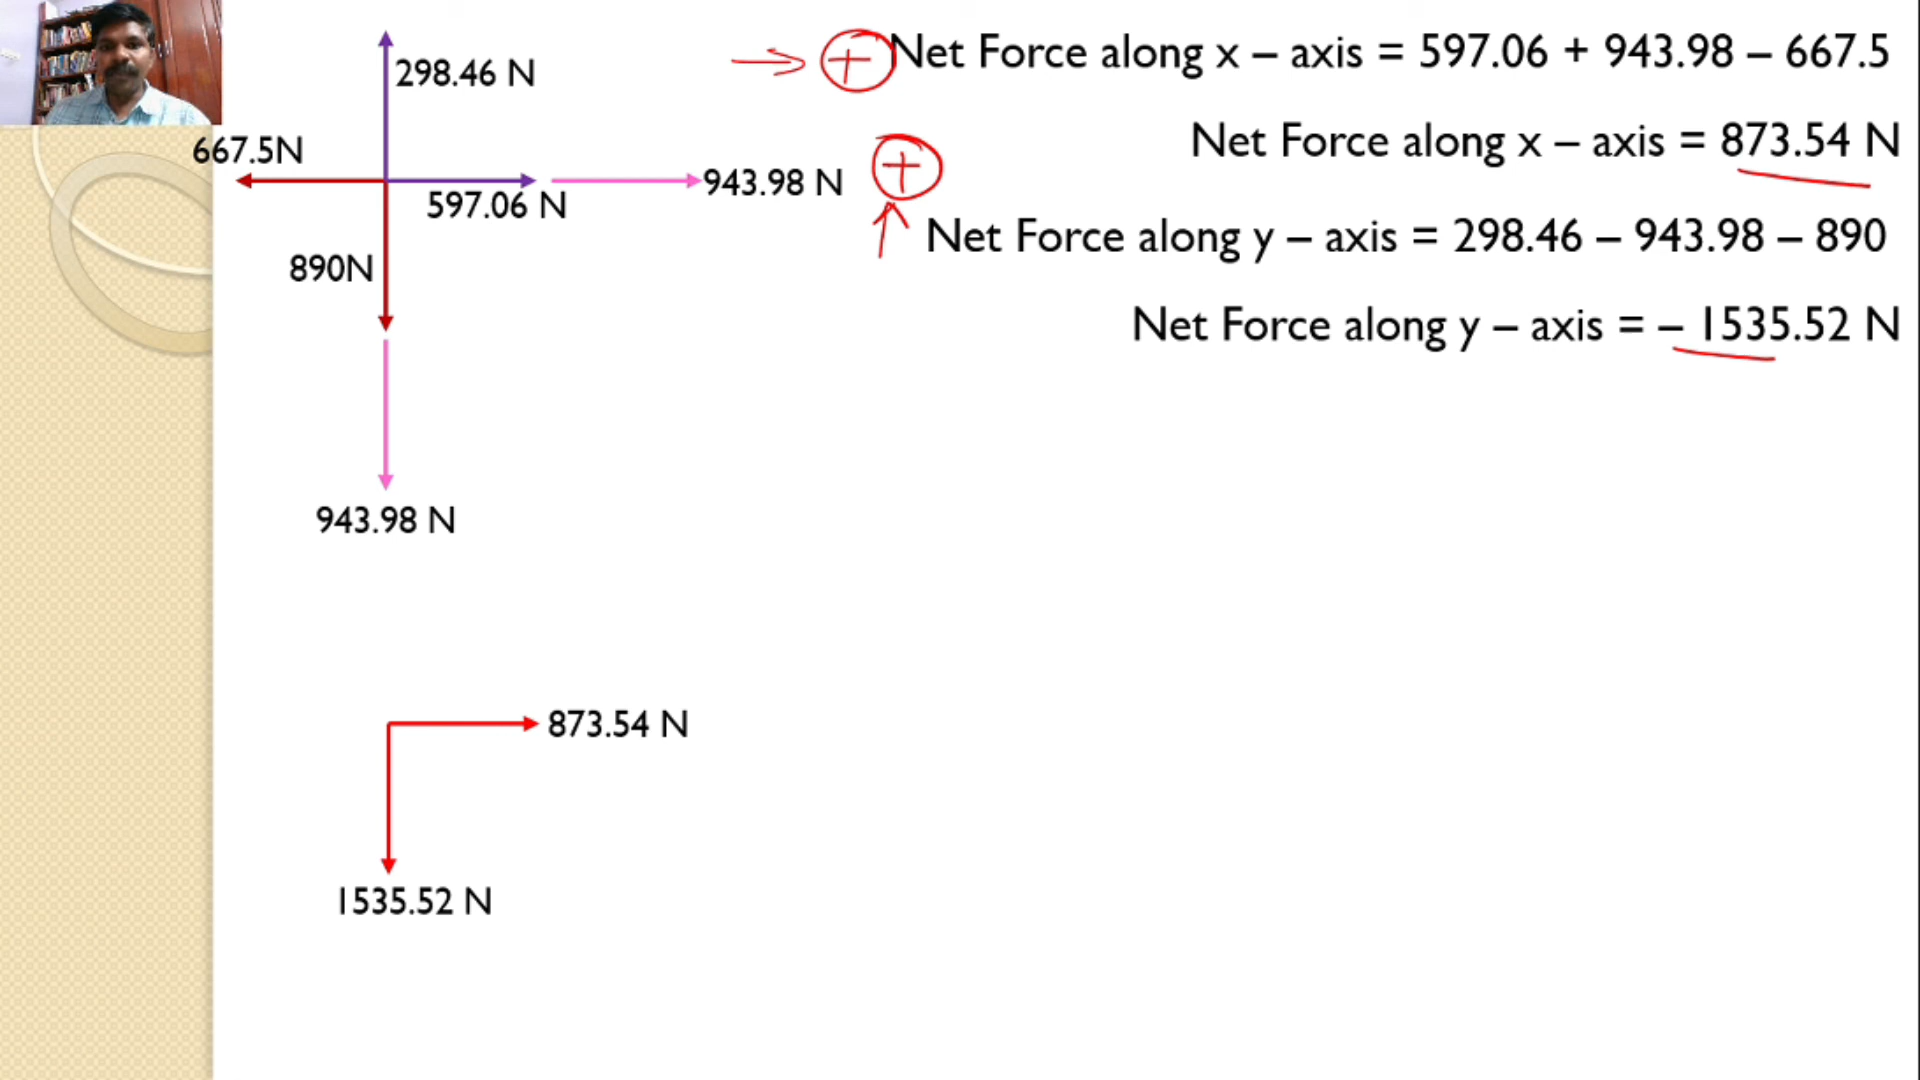 298.46 N
667.5N
597.06 N
943.98 N
890N
943.98 N
+ Net Force along x – axis = 597.06 + 943.98 – 667.5
Net Force along x – axis = 873.54 N
+
Net Force along y – axis = 298.46 – 943.98 – 890
Net Force along y – axis = – 1535.52 N
873.54 N
1535.52 N